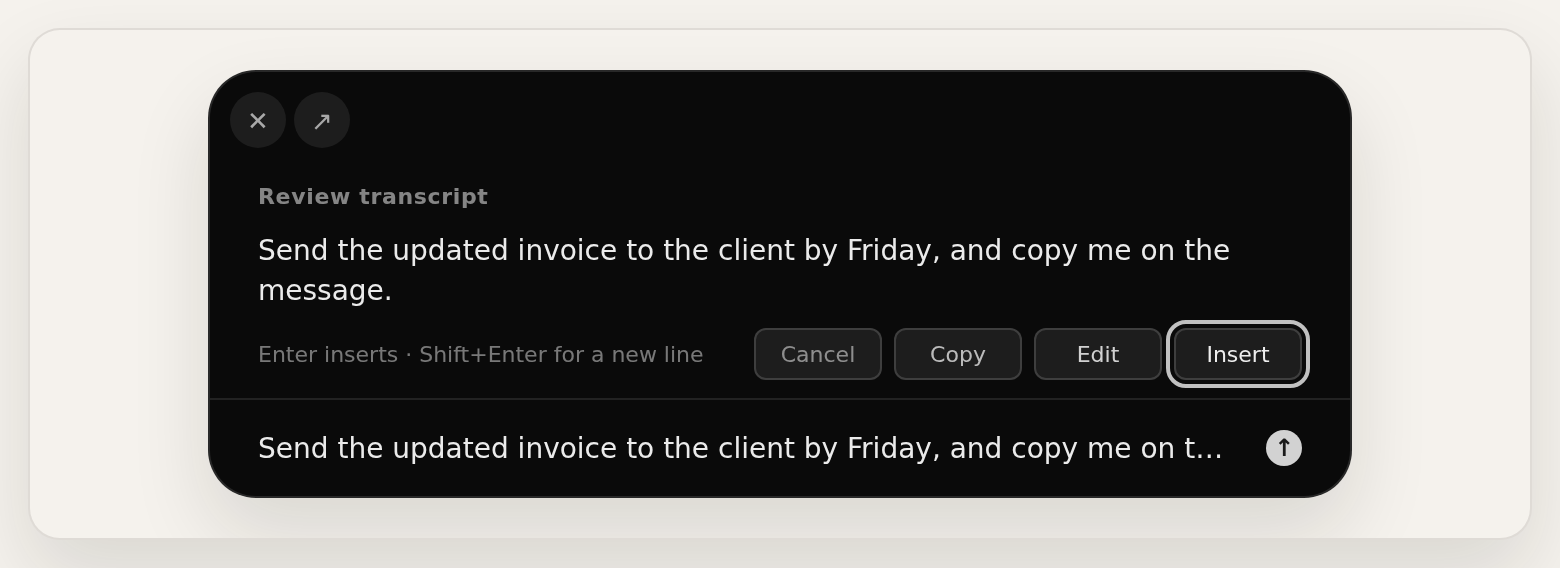 Review transcript
Send the updated invoice to the client by Friday, and copy me on the
message.
Enter inserts · Shift+Enter for a new line
Cancel
Copy
Edit
Insert
Send the updated invoice to the client by Friday, and copy me on t…